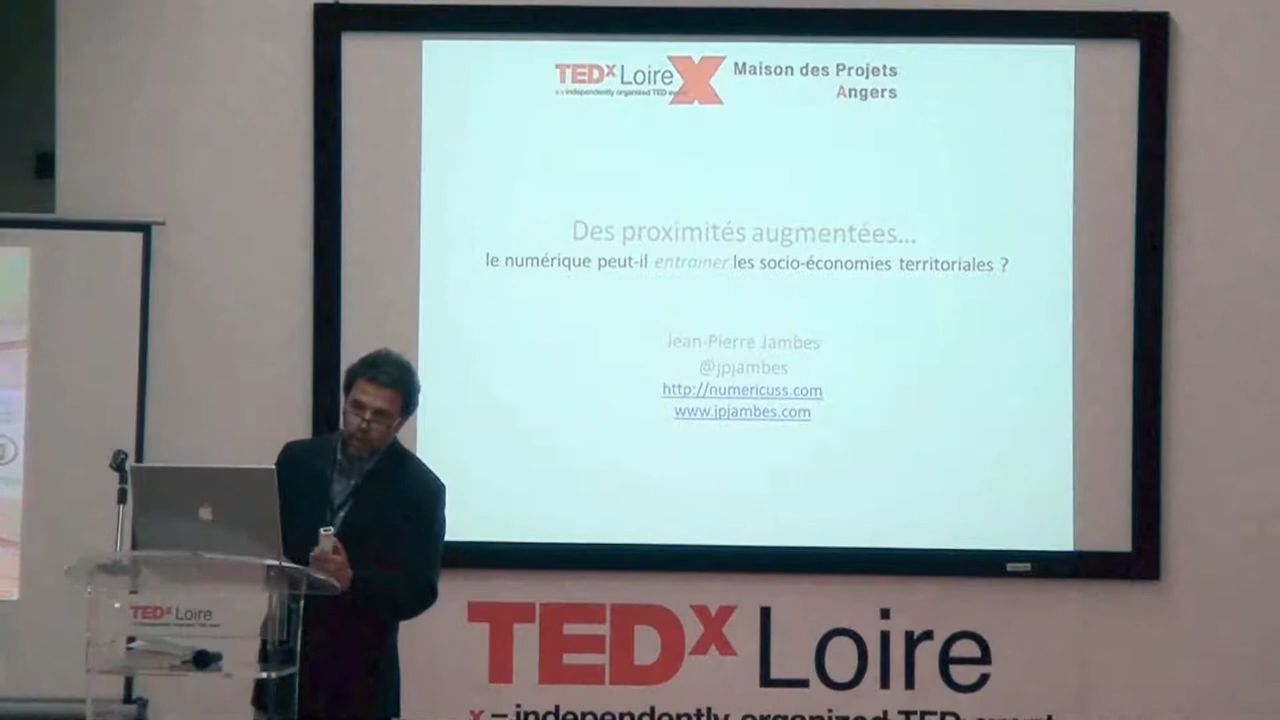 TEDx Loire X Maison des Projets
x = independently organized TED event
Angers
Des proximités augmentées...
le numérique peut-il entrainer les socio-économies territoriales ?
Jean-Pierre Jambes
@jpjambes
http://numericuss.com
www.jpjambes.com
TEDx Loire
TEDx Loire
x = independently organized TED event